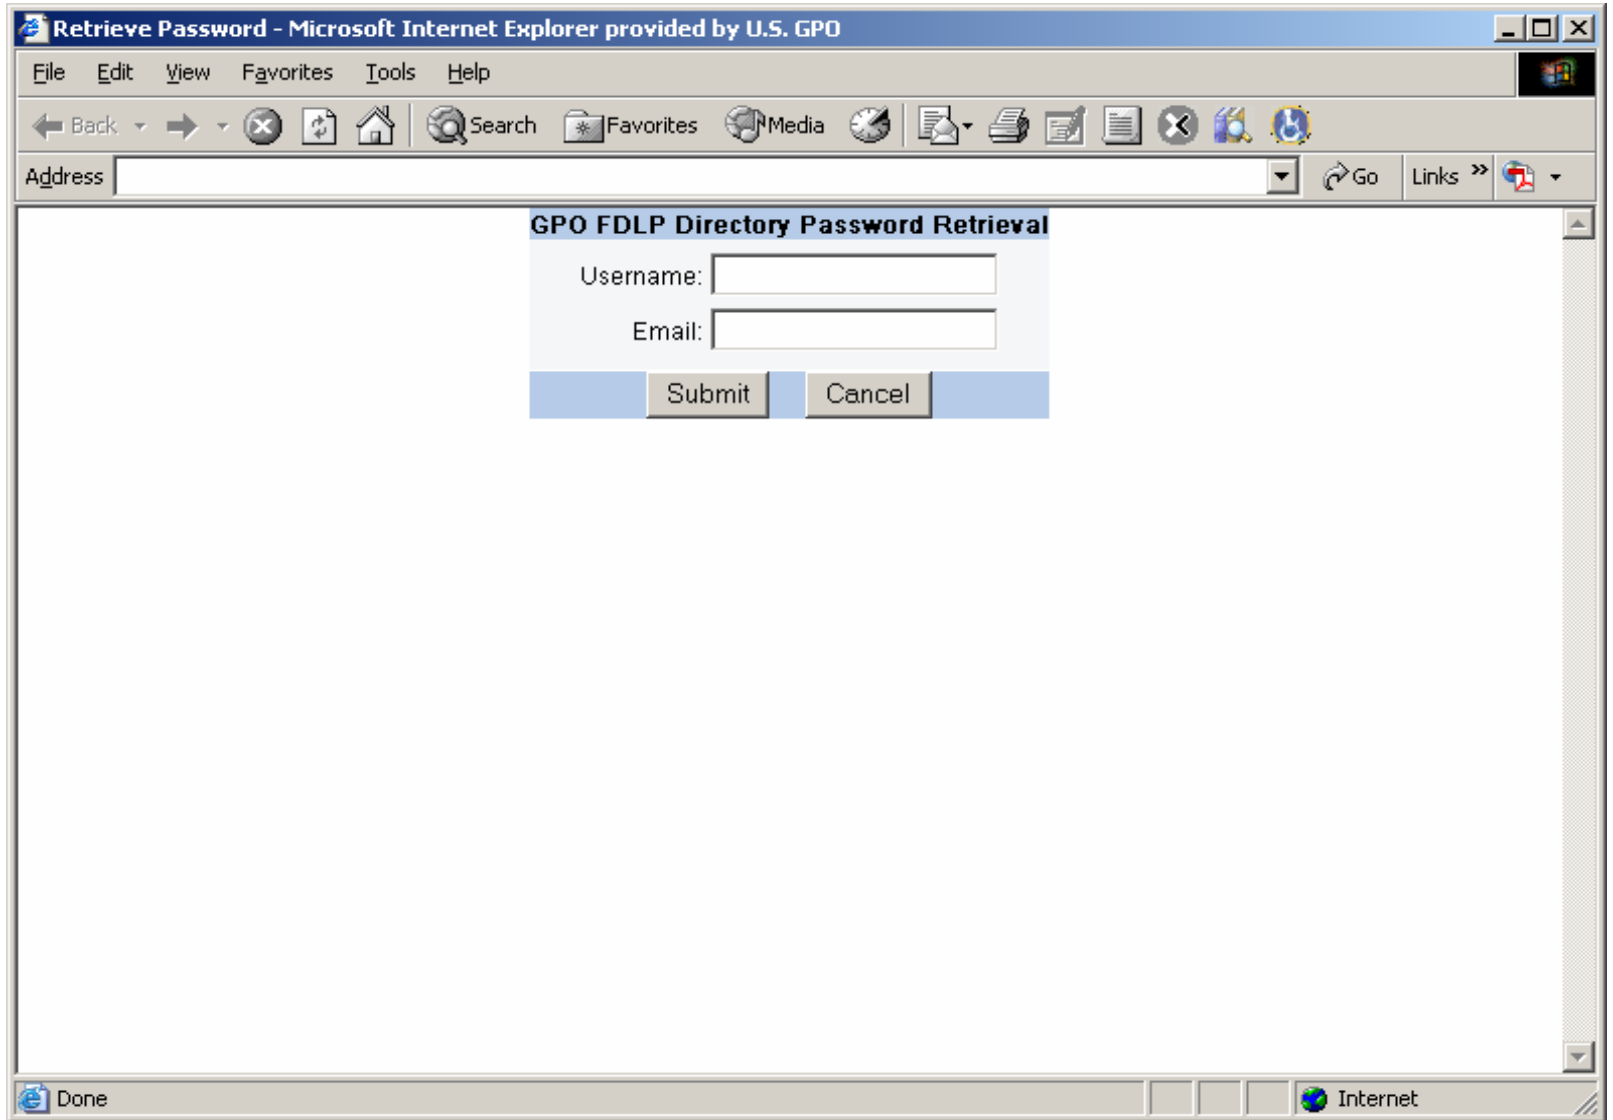 Retrieve Password - Microsoft Internet Explorer provided by U.S. GPO
File Edit View Favorites Tools Help
Back Search Favorites Media
Address Go Links »
GPO FDLP Directory Password Retrieval
Username:
Email:
Submit Cancel
Done Internet